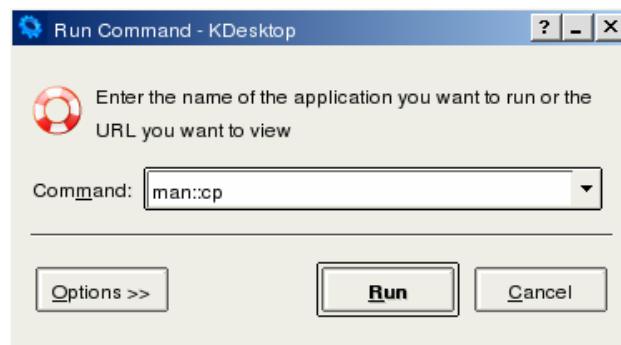 Run Command - KDesktop ? _ X
Enter the name of the application you want to run or the
URL you want to view
Command: man::cp
Options >> Run Cancel